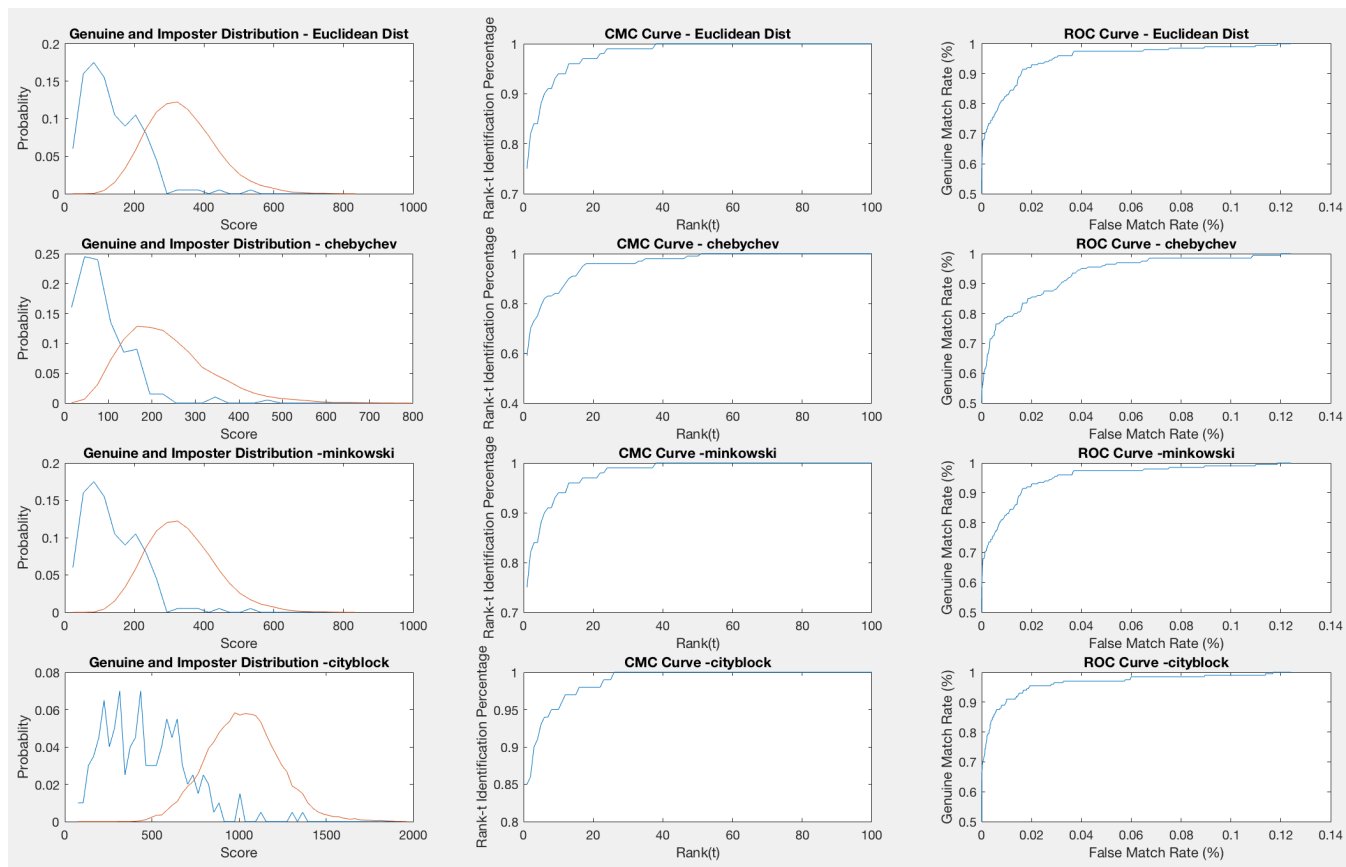 Genuine and Imposter Distribution - Euclidean Dist
0.2
0.15
0.1
0.05
0
Probablity
0 200 400 600 800 1000
Score
CMC Curve - Euclidean Dist
1
0.9
0.8
0.7
Rank-t Identification Percentage
0 20 40 60 80 100
Rank(t)
ROC Curve - Euclidean Dist
1
0.9
0.8
0.7
0.6
0.5
Genuine Match Rate (%)
0 0.02 0.04 0.06 0.08 0.1 0.12 0.14
False Match Rate (%)
Genuine and Imposter Distribution - chebychev
0.25
0.2
0.15
0.1
0.05
0
Probablity
0 100 200 300 400 500 600 700 800
Score
CMC Curve - chebychev
1
0.8
0.6
0.4
Rank-t Identification Percentage
0 20 40 60 80 100
Rank(t)
ROC Curve - chebychev
1
0.9
0.8
0.7
0.6
0.5
Genuine Match Rate (%)
0 0.02 0.04 0.06 0.08 0.1 0.12 0.14
False Match Rate (%)
Genuine and Imposter Distribution -minkowski
0.2
0.15
0.1
0.05
0
Probablity
0 200 400 600 800 1000
Score
CMC Curve -minkowski
1
0.9
0.8
0.7
Rank-t Identification Percentage
0 20 40 60 80 100
Rank(t)
ROC Curve -minkowski
1
0.9
0.8
0.7
0.6
0.5
Genuine Match Rate (%)
0 0.02 0.04 0.06 0.08 0.1 0.12 0.14
False Match Rate (%)
Genuine and Imposter Distribution -cityblock
0.08
0.06
0.04
0.02
0
Probablity
500 1000 1500 2000
Score
CMC Curve -cityblock
1
0.95
0.9
0.85
0.8
Rank-t Identification Percentage
0 20 40 60 80 100
Rank(t)
ROC Curve -cityblock
1
0.9
0.8
0.7
0.6
0.5
Genuine Match Rate (%)
0 0.02 0.04 0.06 0.08 0.1 0.12 0.14
False Match Rate (%)